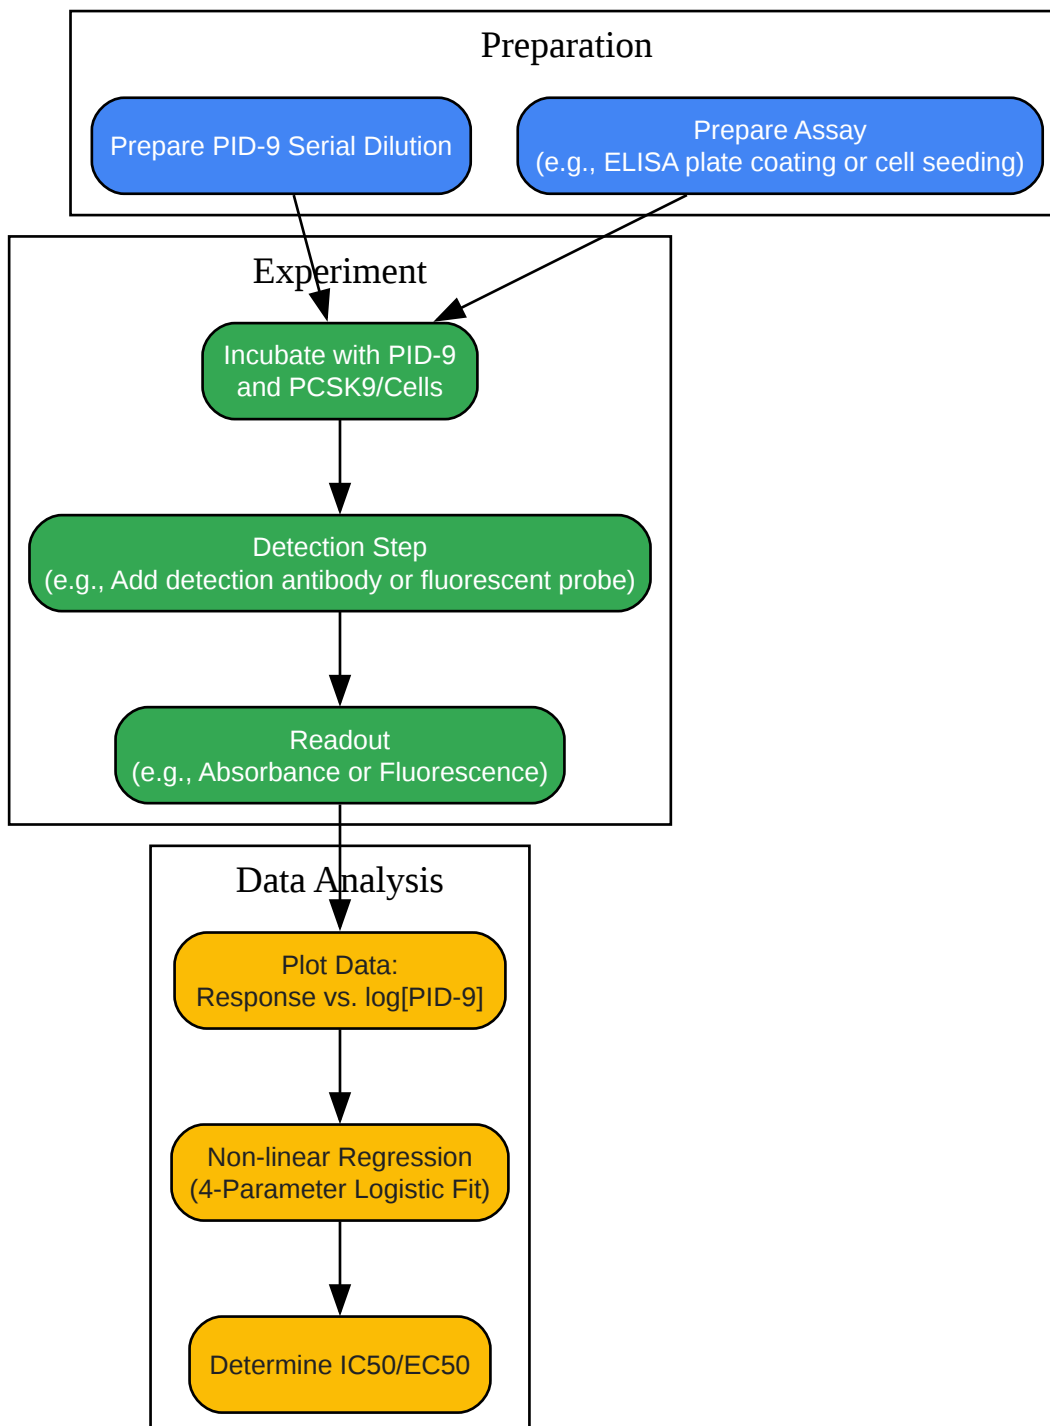 Preparation
Prepare PID-9 Serial Dilution
Prepare Assay
(e.g., ELISA plate coating or cell seeding)
Experiment
Incubate with PID-9
and PCSK9/Cells
Detection Step
(e.g., Add detection antibody or fluorescent probe)
Readout
(e.g., Absorbance or Fluorescence)
Data Analysis
Plot Data:
Response vs. log[PID-9]
Non-linear Regression
(4-Parameter Logistic Fit)
Determine IC50/EC50